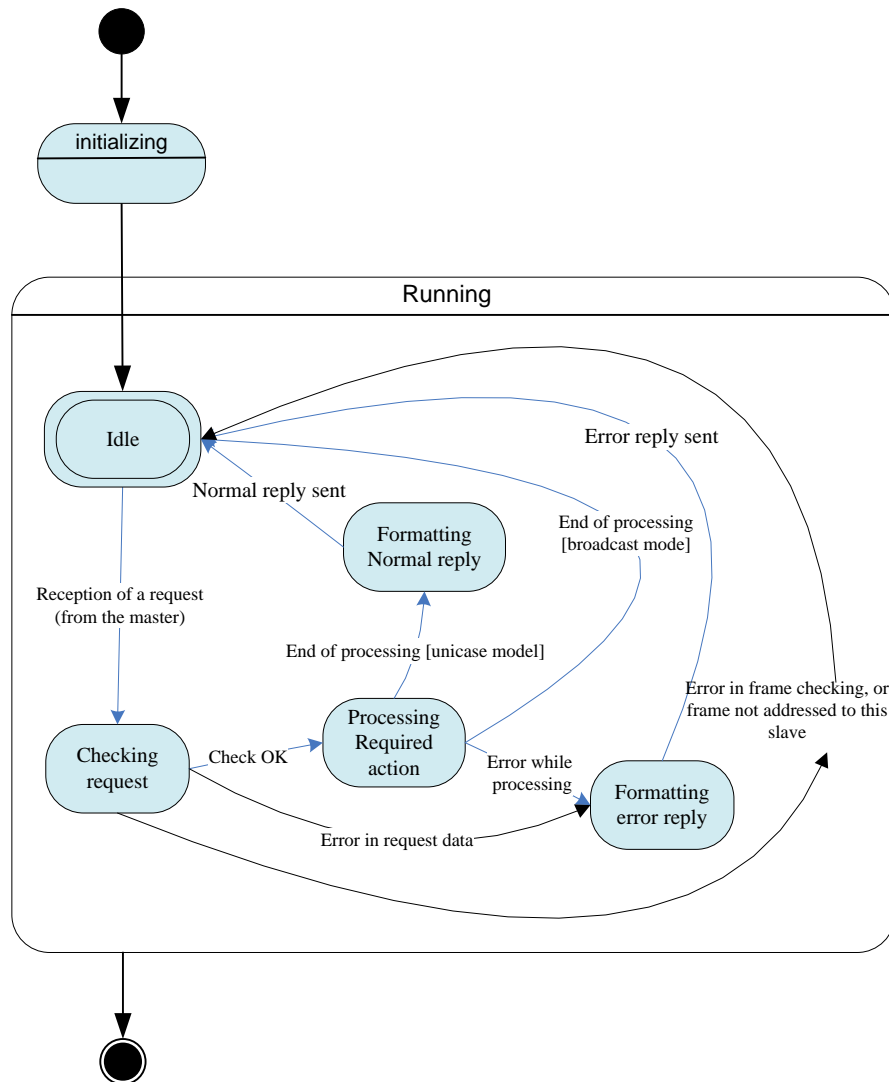 initializing
Running
Idle
Error reply sent
Normal reply sent
End of processing
[broadcast mode]
Formatting
Normal reply
Reception of a request
(from the master)
End of processing [unicase model]
Error in frame checking, or
frame not addressed to this
slave
Processing
Required
action
Checking
request
Check OK
Error while
processing
Formatting
error reply
Error in request data